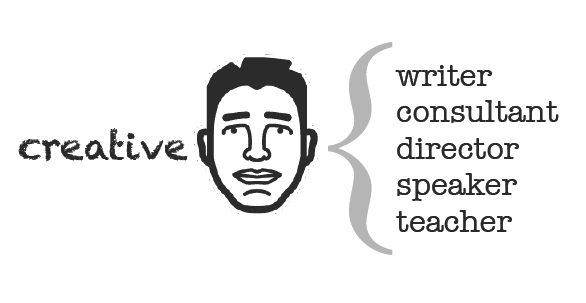 creative
writer
consultant
director
speaker
teacher